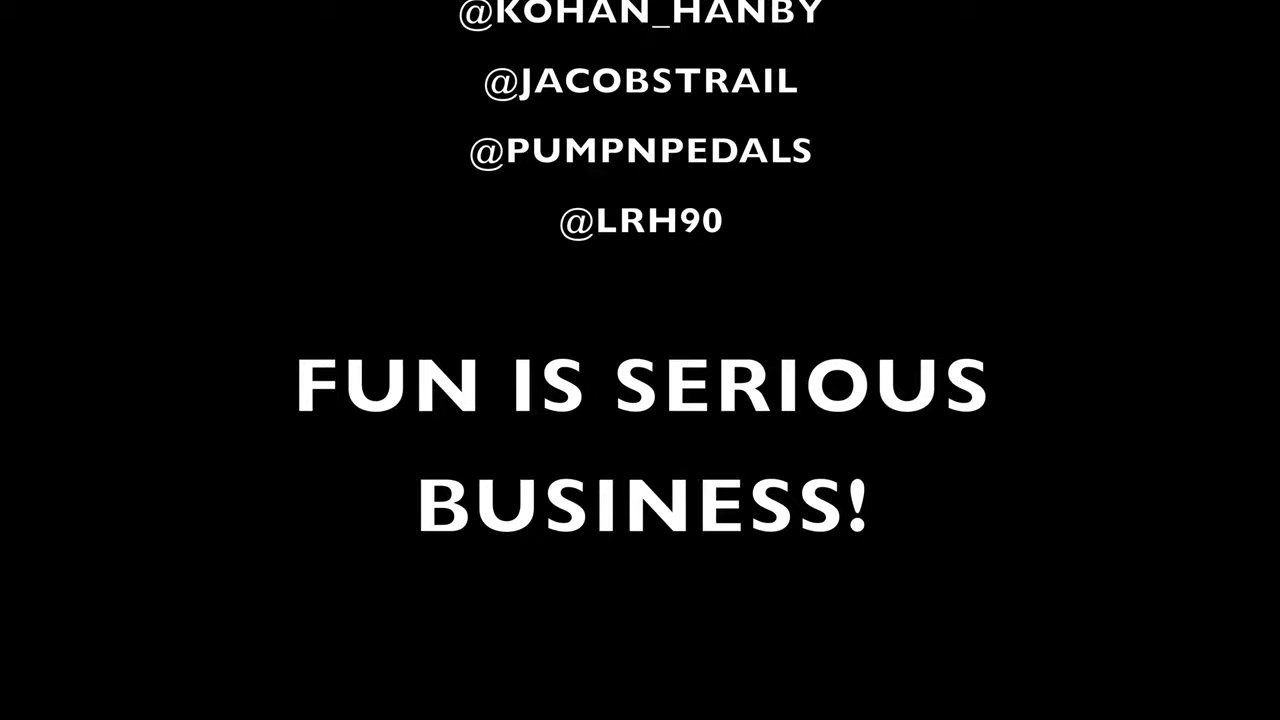 @KOHAN_HANBY
@JACOBSTRAIL
@PUMPNPEDALS
@LRH90
FUN IS SERIOUS
BUSINESS!